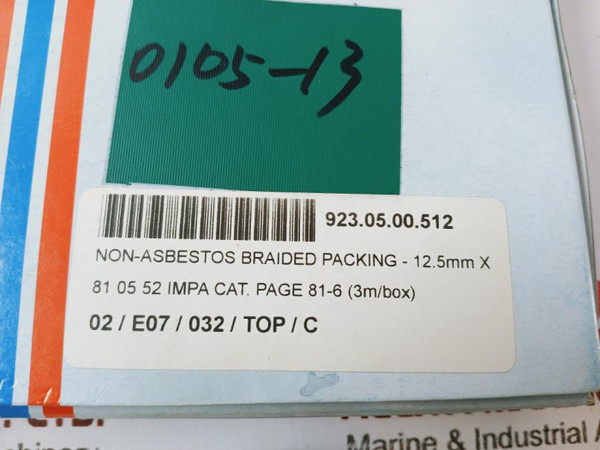 0105-13
923.05.00.512
NON-ASBESTOS BRAIDED PACKING - 12.5mm X
81 05 52 IMPA CAT. PAGE 81-6 (3m/box)
02 / E07 / 032 / TOP / C
Marine & Industrial A